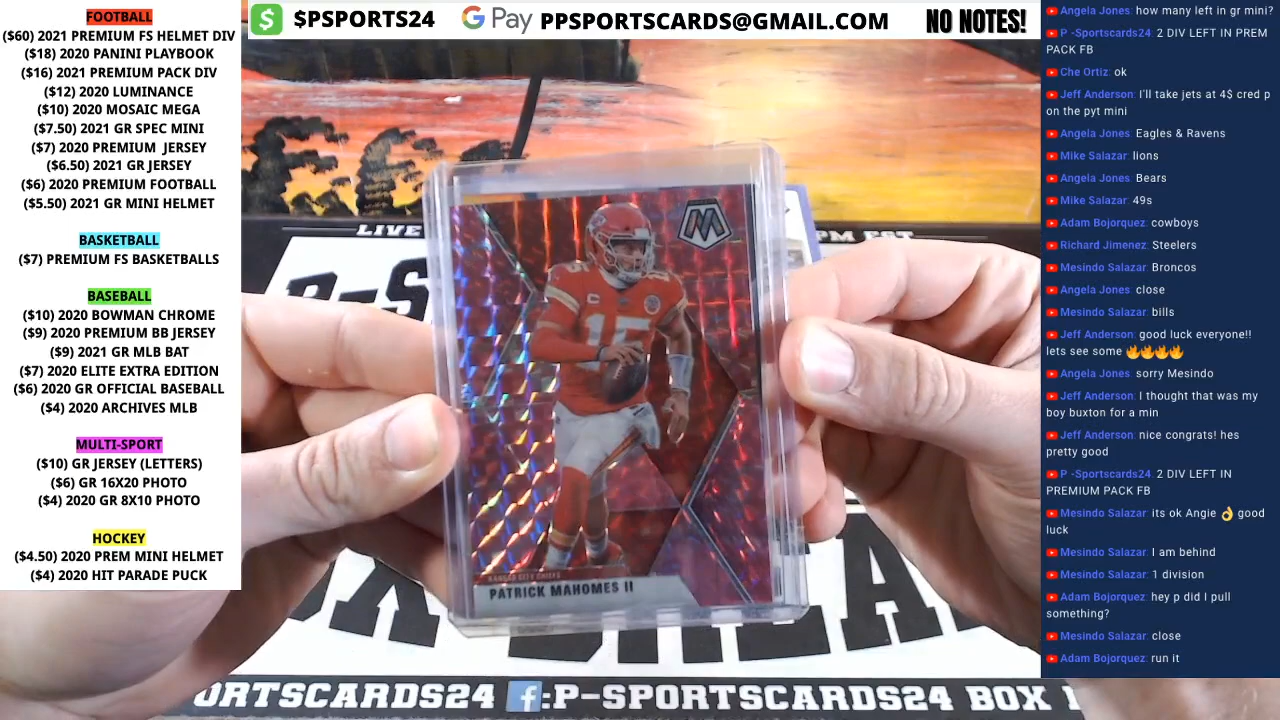 FOOTBALL
($60) 2021 PREMIUM FS HELMET DIV
($18) 2020 PANINI PLAYBOOK
($16) 2021 PREMIUM PACK DIV
($12) 2020 LUMINANCE
($10) 2020 MOSAIC MEGA
($7.50) 2021 GR SPEC MINI
($7) 2020 PREMIUM JERSEY
($6.50) 2021 GR JERSEY
($6) 2020 PREMIUM FOOTBALL
($5.50) 2021 GR MINI HELMET
BASKETBALL
($7) PREMIUM FS BASKETBALLS
BASEBALL
($10) 2020 BOWMAN CHROME
($9) 2020 PREMIUM BB JERSEY
($9) 2021 GR MLB BAT
($7) 2020 ELITE EXTRA EDITION
($6) 2020 GR OFFICIAL BASEBALL
($4) 2020 ARCHIVES MLB
MULTI-SPORT
($10) GR JERSEY (LETTERS)
($6) GR 16X20 PHOTO
($4) 2020 GR 8X10 PHOTO
HOCKEY
($4.50) 2020 PREM MINI HELMET
($4) 2020 HIT PARADE PUCK
$PSPORTS24
G Pay PPSPORTSCARDS@GMAIL.COM
NO NOTES!
LIVE
PM EST
P-S
M
15
15
KANSAS CITY CHIEFS
PATRICK MAHOMES II
ORTSCARDS24 f:P-SPORTSCARDS24 BOX
Angela Jones: how many left in gr mini?
P -Sportscards24: 2 DIV LEFT IN PREM
PACK FB
Che Ortiz: ok
Jeff Anderson: I'll take jets at 4$ cred p
on the pyt mini
Angela Jones: Eagles & Ravens
Mike Salazar: lions
Angela Jones: Bears
Mike Salazar: 49s
Adam Bojorquez: cowboys
Richard Jimenez: Steelers
Mesindo Salazar: Broncos
Angela Jones: close
Mesindo Salazar: bills
Jeff Anderson: good luck everyone!!
lets see some 🔥🔥🔥🔥
Angela Jones: sorry Mesindo
Jeff Anderson: I thought that was my
boy buxton for a min
Jeff Anderson: nice congrats! hes
pretty good
P -Sportscards24: 2 DIV LEFT IN
PREMIUM PACK FB
Mesindo Salazar: its ok Angie 👌 good
luck
Mesindo Salazar: I am behind
Mesindo Salazar: 1 division
Adam Bojorquez: hey p did I pull
something?
Mesindo Salazar: close
Adam Bojorquez: run it